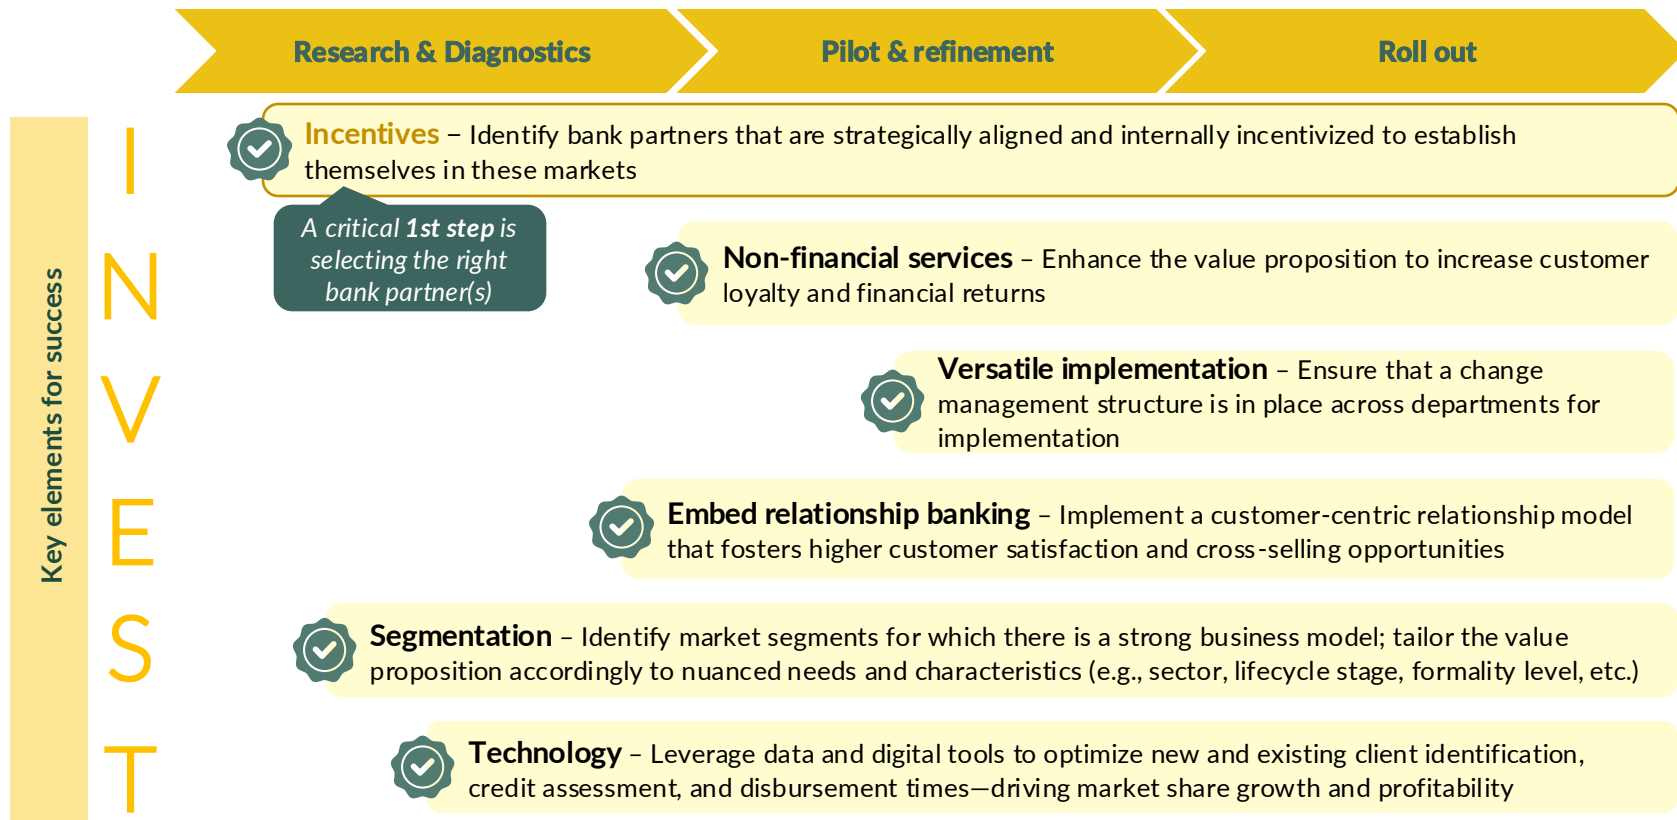 Research & Diagnostics
Pilot & refinement
Roll out
Key elements for success
I
Incentives – Identify bank partners that are strategically aligned and internally incentivized to establish
themselves in these markets
A critical 1st step is
selecting the right
bank partner(s)
N
Non-financial services – Enhance the value proposition to increase customer
loyalty and financial returns
V
Versatile implementation – Ensure that a change
management structure is in place across departments for
implementation
E
Embed relationship banking – Implement a customer-centric relationship model
that fosters higher customer satisfaction and cross-selling opportunities
S
Segmentation – Identify market segments for which there is a strong business model; tailor the value
proposition accordingly to nuanced needs and characteristics (e.g., sector, lifecycle stage, formality level, etc.)
T
Technology – Leverage data and digital tools to optimize new and existing client identification,
credit assessment, and disbursement times—driving market share growth and profitability